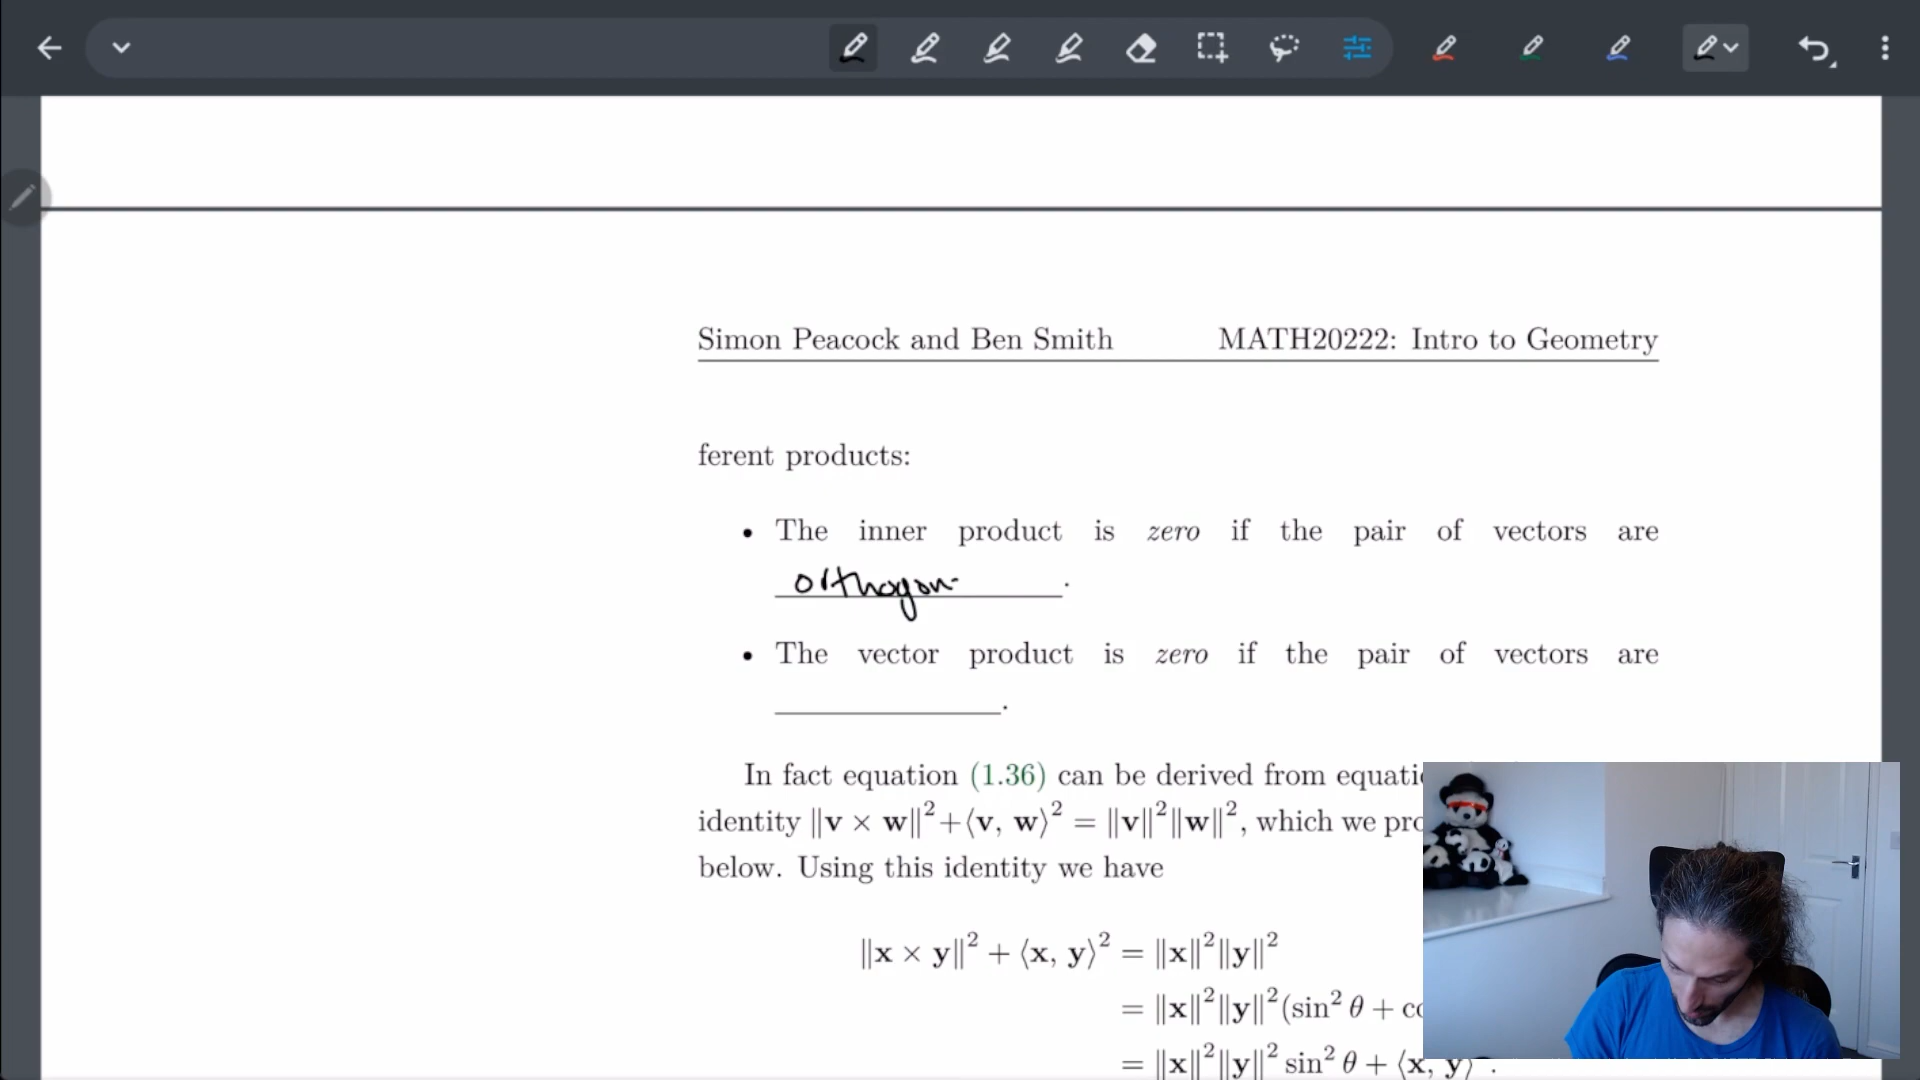 Simon Peacock and Ben Smith MATH20222: Intro to Geometry
ferent products:
• The inner product is zero if the pair of vectors are
orthogon .
• The vector product is zero if the pair of vectors are
.
In fact equation (1.36) can be derived from equati
identity ‖v × w‖²+⟨v, w⟩² = ‖v‖²‖w‖², which we pro
below. Using this identity we have
‖x × y‖² + ⟨x, y⟩² = ‖x‖²‖y‖²
= ‖x‖²‖y‖²(sin² θ + co
= ‖x‖²‖y‖² sin² θ + ⟨x, y⟩ .